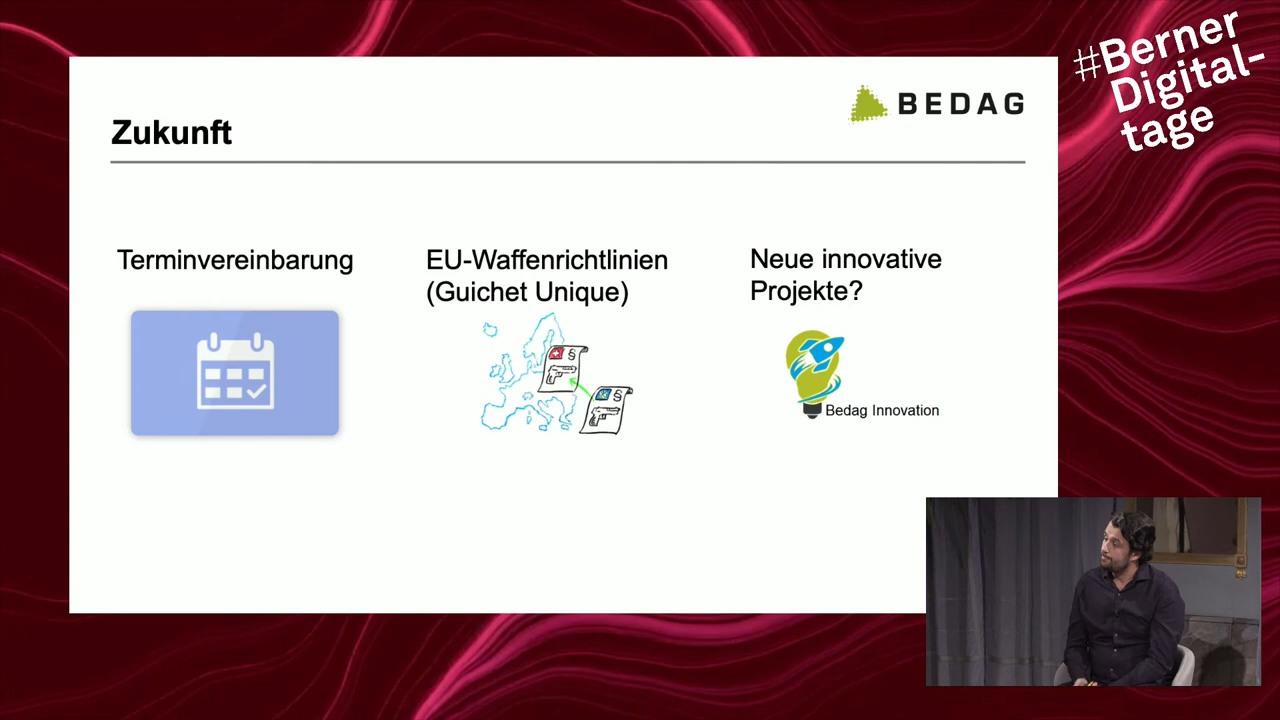 #Berner
Digital-
tage
BEDAG
Zukunft
Terminvereinbarung
EU-Waffenrichtlinien
(Guichet Unique)
Neue innovative
Projekte?
§
§
Bedag Innovation